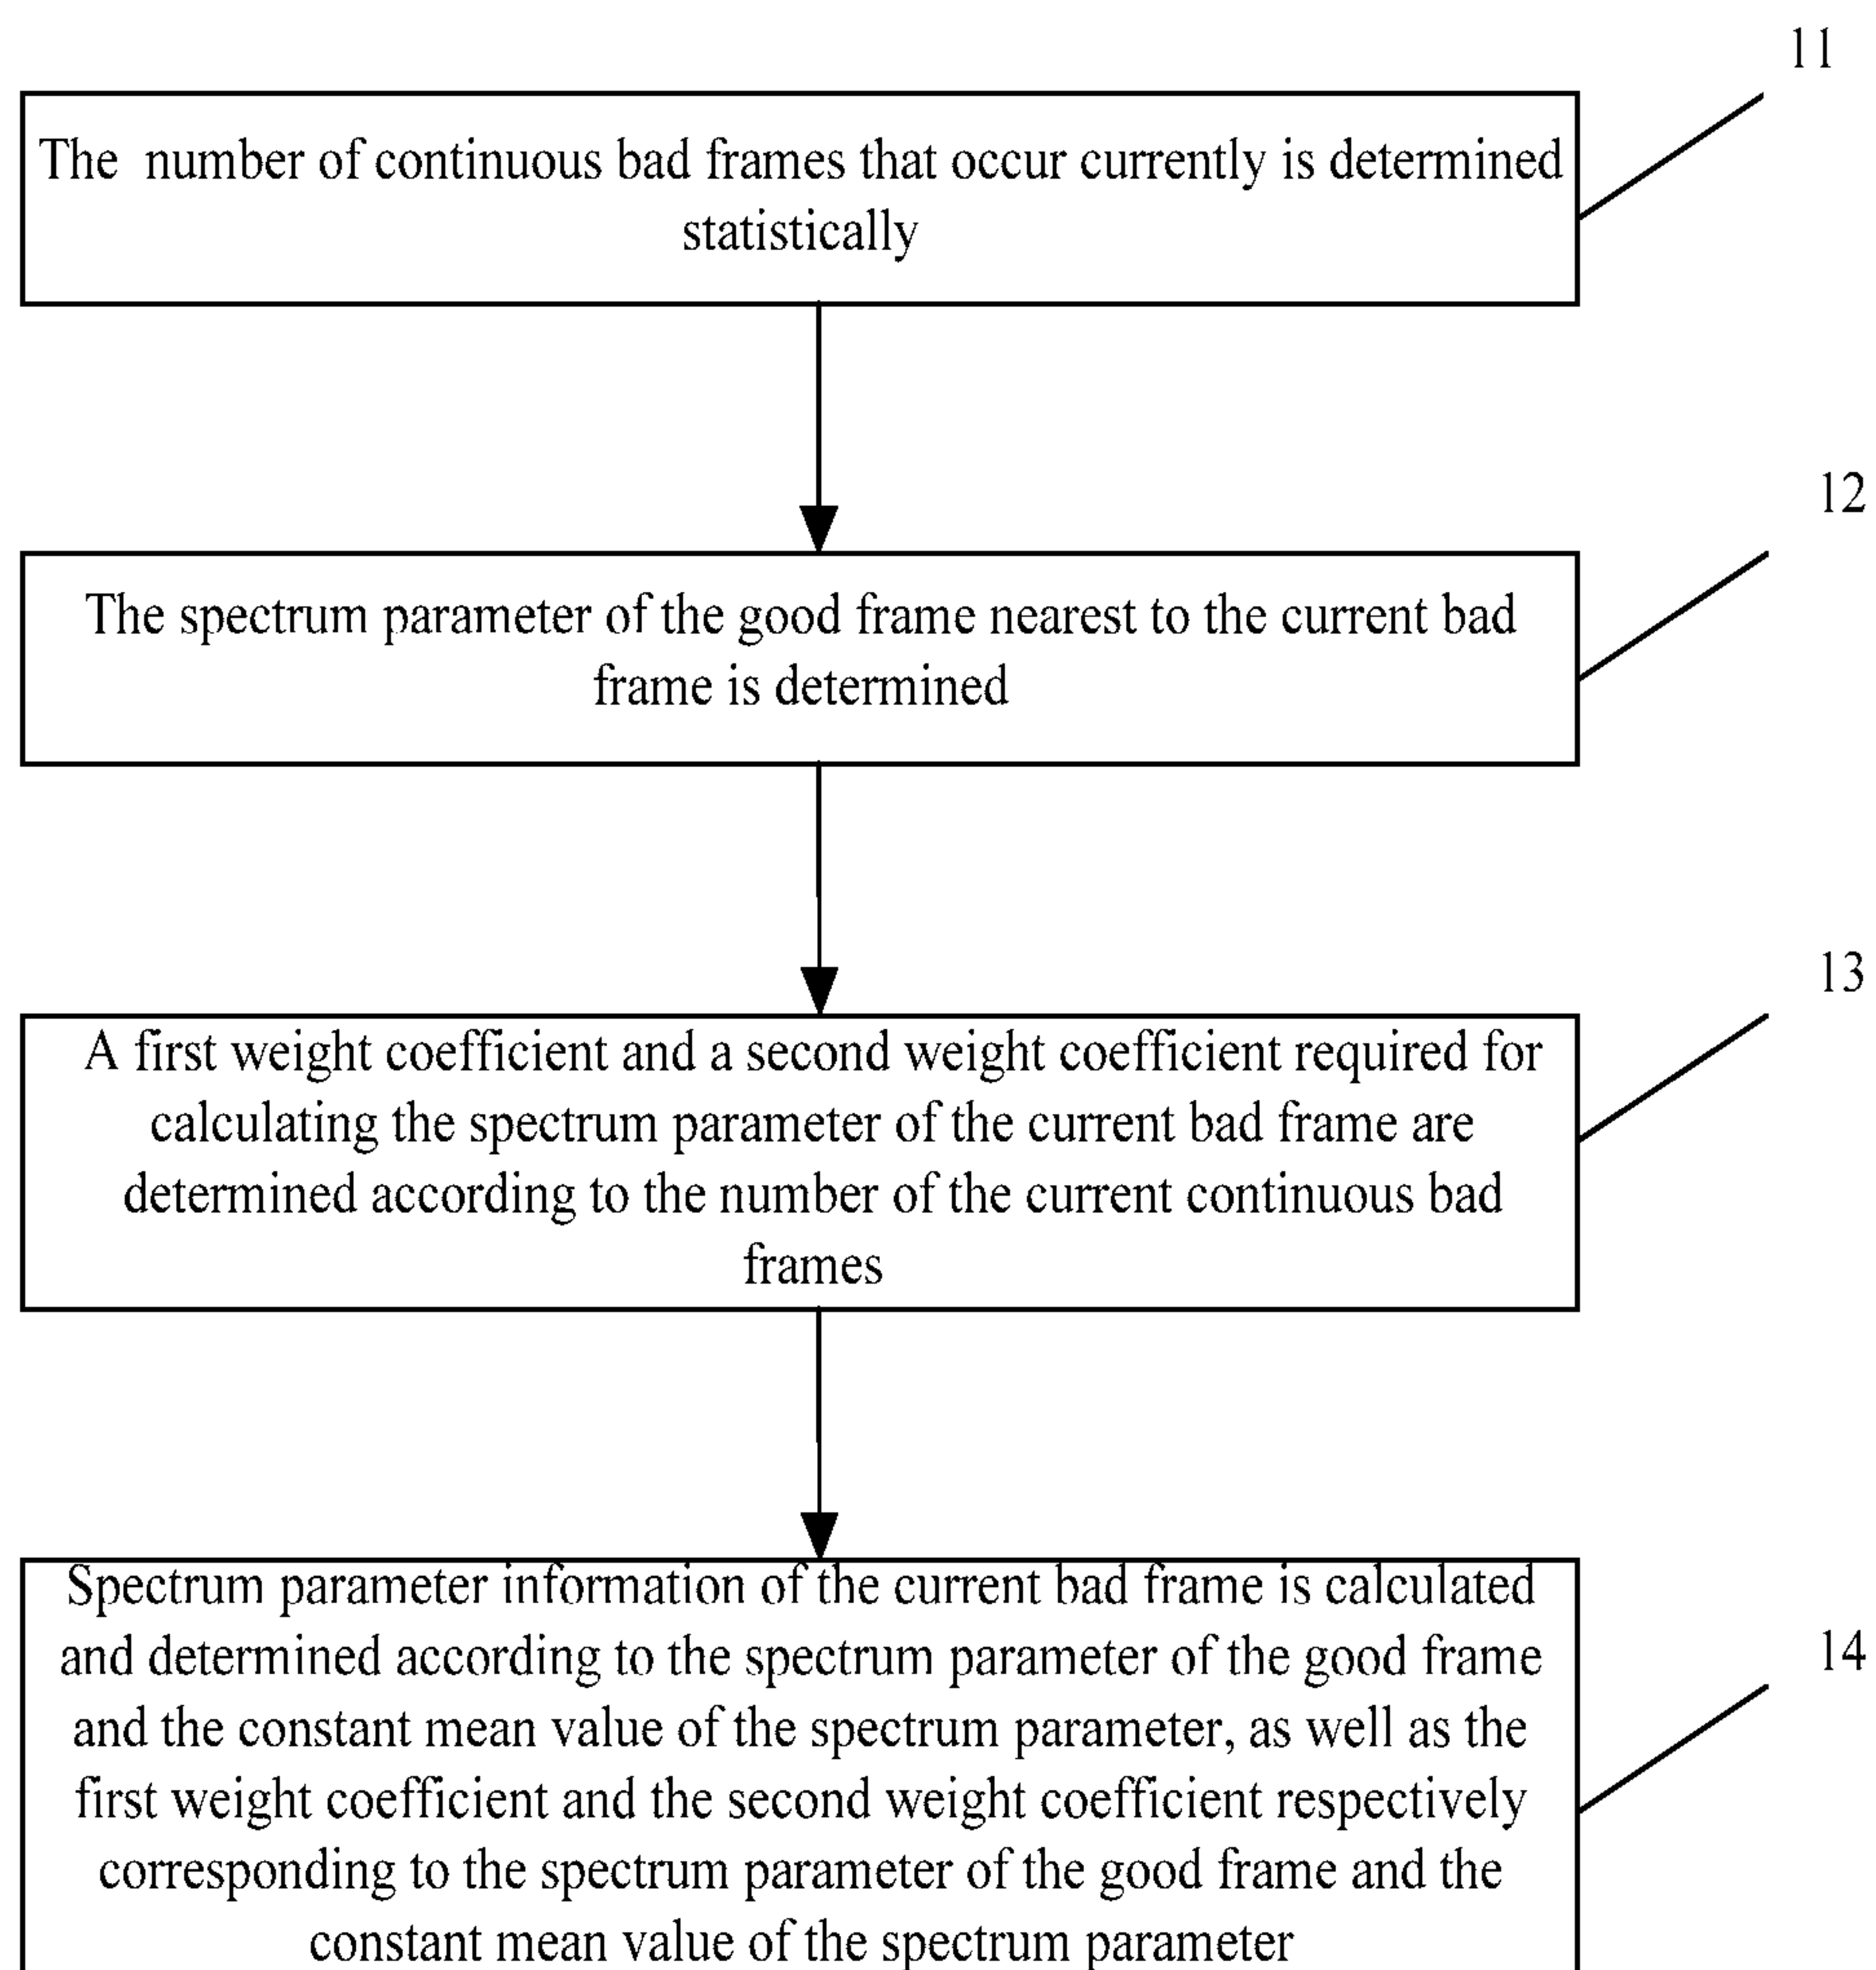 11
The number of continuous bad frames that occur currently is determined
statistically
12
The spectrum parameter of the good frame nearest to the current bad
frame is determined
13
A first weight coefficient and a second weight coefficient required for
calculating the spectrum parameter of the current bad frame are
determined according to the number of the current continuous bad
frames
Spectrum parameter information of the current bad frame is calculated
and determined according to the spectrum parameter of the good frame
14
and the constant mean value of the spectrum parameter, as well as the
first weight coefficient and the second weight coefficient respectively
corresponding to the spectrum parameter of the good frame and the
constant mean value of the spectrum parameter